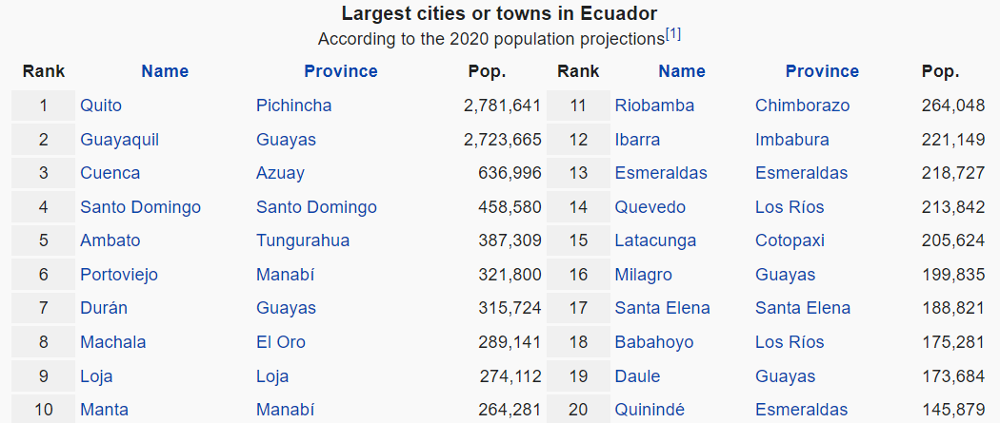 Largest cities or towns in Ecuador
According to the 2020 population projections[1]
Rank Name Province Pop. Rank Name Province Pop.
1 Quito Pichincha 2,781,641 11 Riobamba Chimborazo 264,048
2 Guayaquil Guayas 2,723,665 12 Ibarra Imbabura 221,149
3 Cuenca Azuay 636,996 13 Esmeraldas Esmeraldas 218,727
4 Santo Domingo Santo Domingo 458,580 14 Quevedo Los Ríos 213,842
5 Ambato Tungurahua 387,309 15 Latacunga Cotopaxi 205,624
6 Portoviejo Manabí 321,800 16 Milagro Guayas 199,835
7 Durán Guayas 315,724 17 Santa Elena Santa Elena 188,821
8 Machala El Oro 289,141 18 Babahoyo Los Ríos 175,281
9 Loja Loja 274,112 19 Daule Guayas 173,684
10 Manta Manabí 264,281 20 Quinindé Esmeraldas 145,879